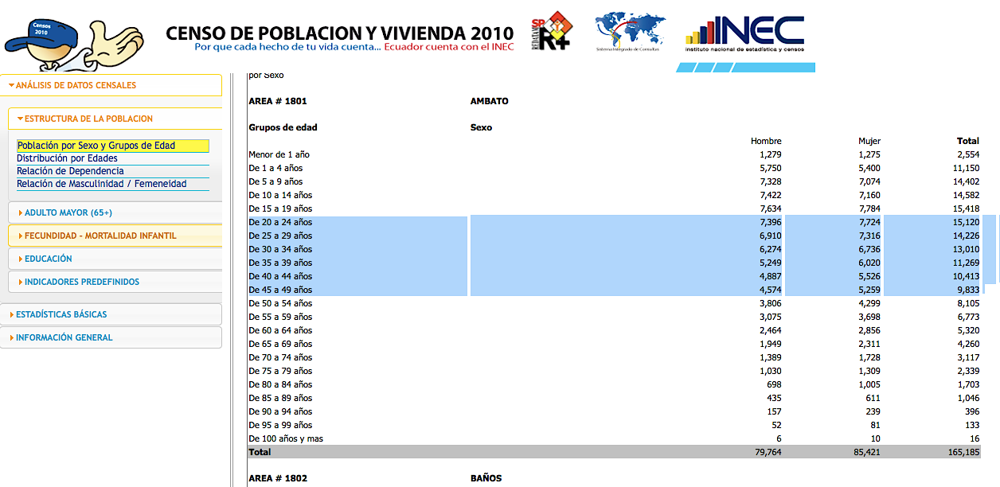 Censos
2010
CENSO DE POBLACION Y VIVIENDA 2010
Por que cada hecho de tu vida cuenta... Ecuador cuenta con el INEC
REDATAM
SP
R+
Sistema Integrado de Consultas
INEC
instituto nacional de estadística y censos
ANÁLISIS DE DATOS CENSALES
ESTRUCTURA DE LA POBLACION
Población por Sexo y Grupos de Edad
Distribución por Edades
Relación de Dependencia
Relación de Masculinidad / Femeneidad
ADULTO MAYOR (65+)
FECUNDIDAD - MORTALIDAD INFANTIL
EDUCACIÓN
INDICADORES PREDEFINIDOS
ESTADÍSTICAS BÁSICAS
INFORMACIÓN GENERAL
por Sexo
AREA # 1801 AMBATO
Grupos de edad Sexo
Hombre Mujer Total
Menor de 1 año 1,279 1,275 2,554
De 1 a 4 años 5,750 5,400 11,150
De 5 a 9 años 7,328 7,074 14,402
De 10 a 14 años 7,422 7,160 14,582
De 15 a 19 años 7,634 7,784 15,418
De 20 a 24 años 7,396 7,724 15,120
De 25 a 29 años 6,910 7,316 14,226
De 30 a 34 años 6,274 6,736 13,010
De 35 a 39 años 5,249 6,020 11,269
De 40 a 44 años 4,887 5,526 10,413
De 45 a 49 años 4,574 5,259 9,833
De 50 a 54 años 3,806 4,299 8,105
De 55 a 59 años 3,075 3,698 6,773
De 60 a 64 años 2,464 2,856 5,320
De 65 a 69 años 1,949 2,311 4,260
De 70 a 74 años 1,389 1,728 3,117
De 75 a 79 años 1,030 1,309 2,339
De 80 a 84 años 698 1,005 1,703
De 85 a 89 años 435 611 1,046
De 90 a 94 años 157 239 396
De 95 a 99 años 52 81 133
De 100 años y mas 6 10 16
Total 79,764 85,421 165,185
AREA # 1802 BAÑOS